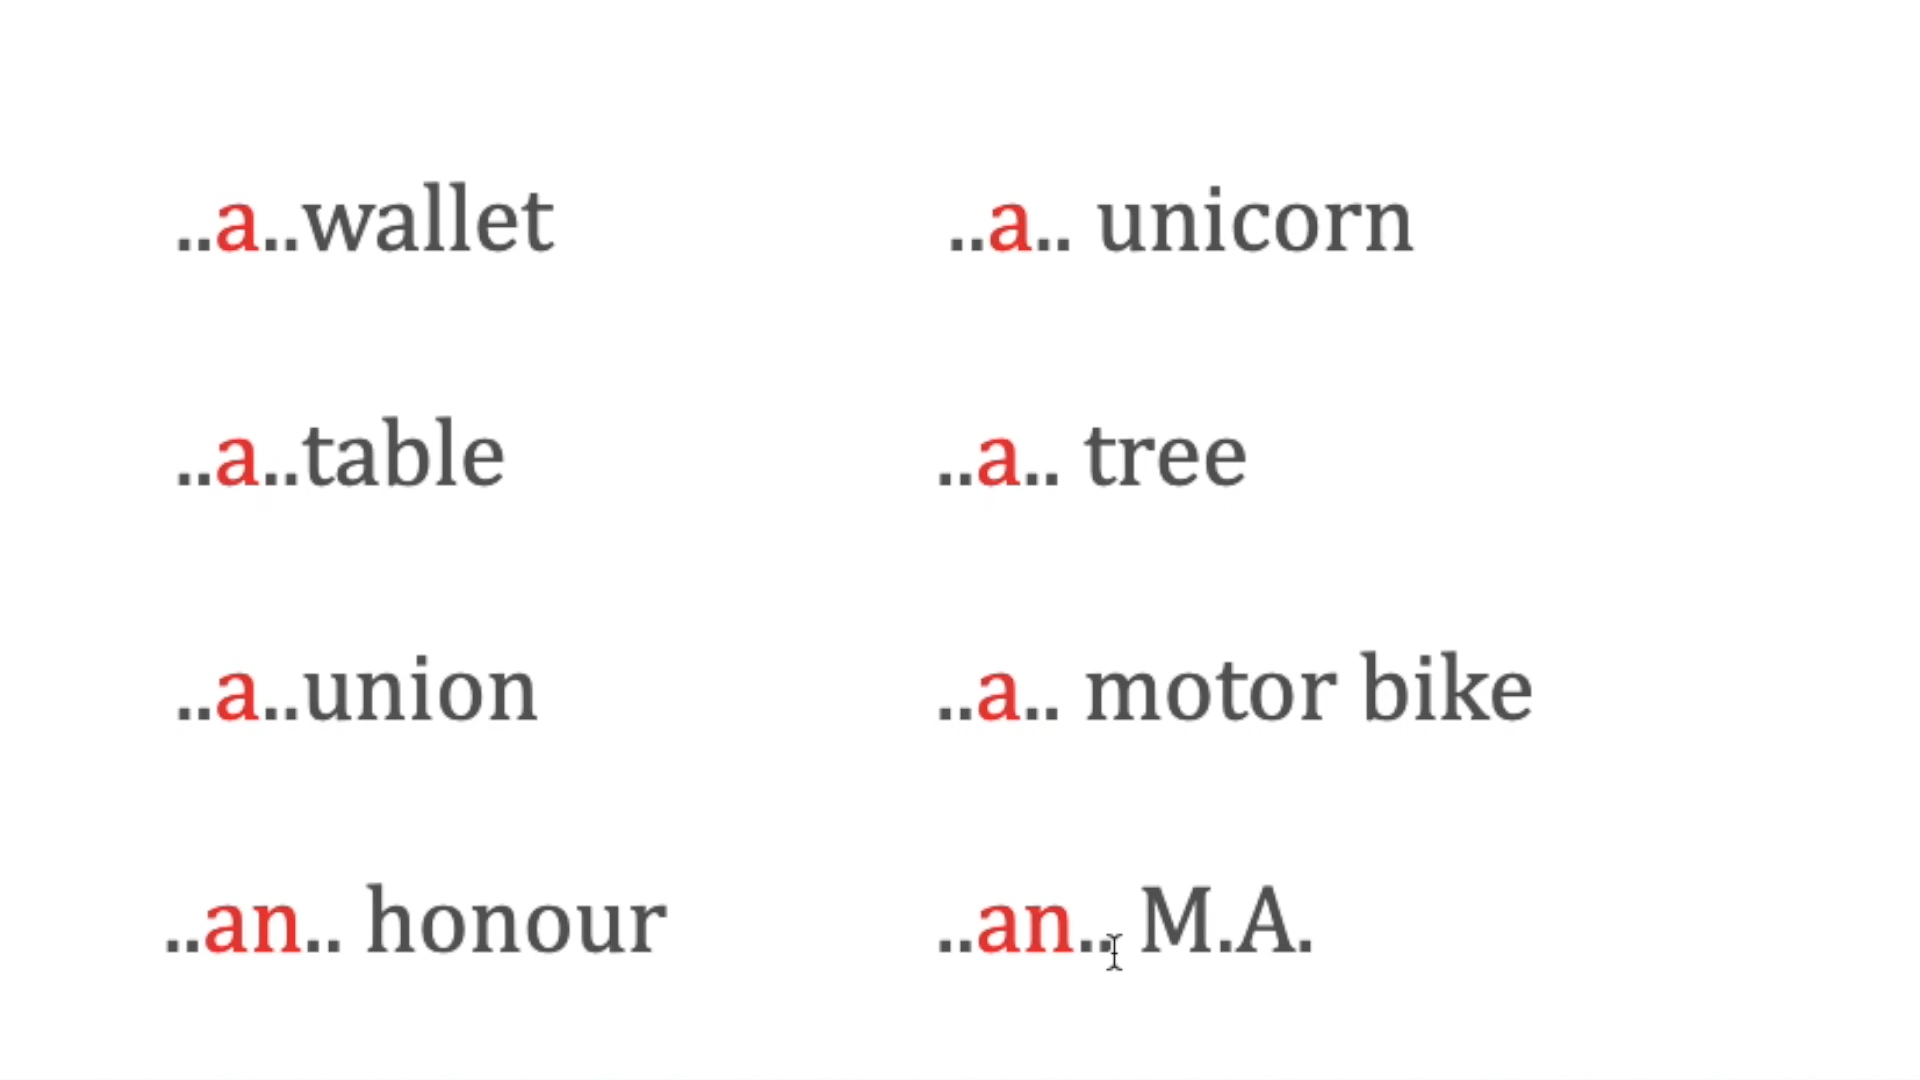 ..a..wallet
..a.. unicorn
..a..table
..a.. tree
..a..union
..a.. motor bike
..an.. honour
..an.. M.A.